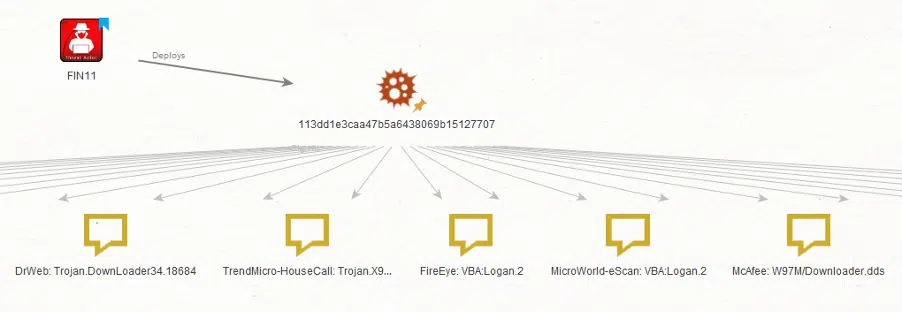 Threat Actor
FIN11
Deploys
113dd1e3caa47b5a6438069b15127707
DrWeb: Trojan.DownLoader34.18684
TrendMicro-HouseCall: Trojan.X9...
FireEye: VBA:Logan.2
MicroWorld-eScan: VBA:Logan.2
McAfee: W97M/Downloader.dds